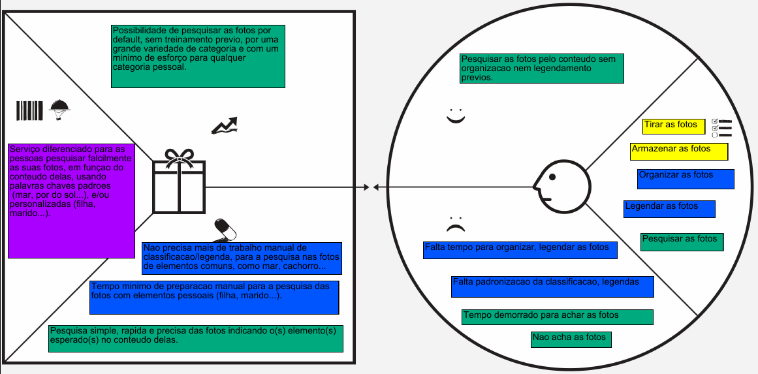 Possibilidade de pesquisar as fotos por
default, sem treinamento previo, por uma
grande variedade de categoria e com um
minimo de esforço para qualquer
categoria pessoal.
Serviço diferenciado para as
pessoas pesquisar falcilmente
as suas fotos, em funçao do
conteudo delas, usando
palavras chaves padroes
(mar, por do sol...), e/ou
personalizadas (filha,
marido...).
Nao precisa mais de trabalho manual de
classificacao/legenda, para a pesquisa nas fotos
de elementos comuns, como mar, cachorro...
Tempo minimo de preparacao manual para a pesquisa das
fotos com elementos pessoais (filha, marido...).
Pesquisa simple, rapida e precisa das fotos indicando o(s) elemento(s)
esperado(s) no conteudo delas.
Pesquisar as fotos pelo conteudo sem
organizacao nem legendamento
previos.
Tirar as fotos
Armazenar as fotos
Organizar as fotos
Legendar as fotos
Pesquisar as fotos
Falta tempo para organizar, legendar as fotos
Falta padronizacao da classificacao, legendas
Tempo demorrado para achar as fotos
Nao acha as fotos